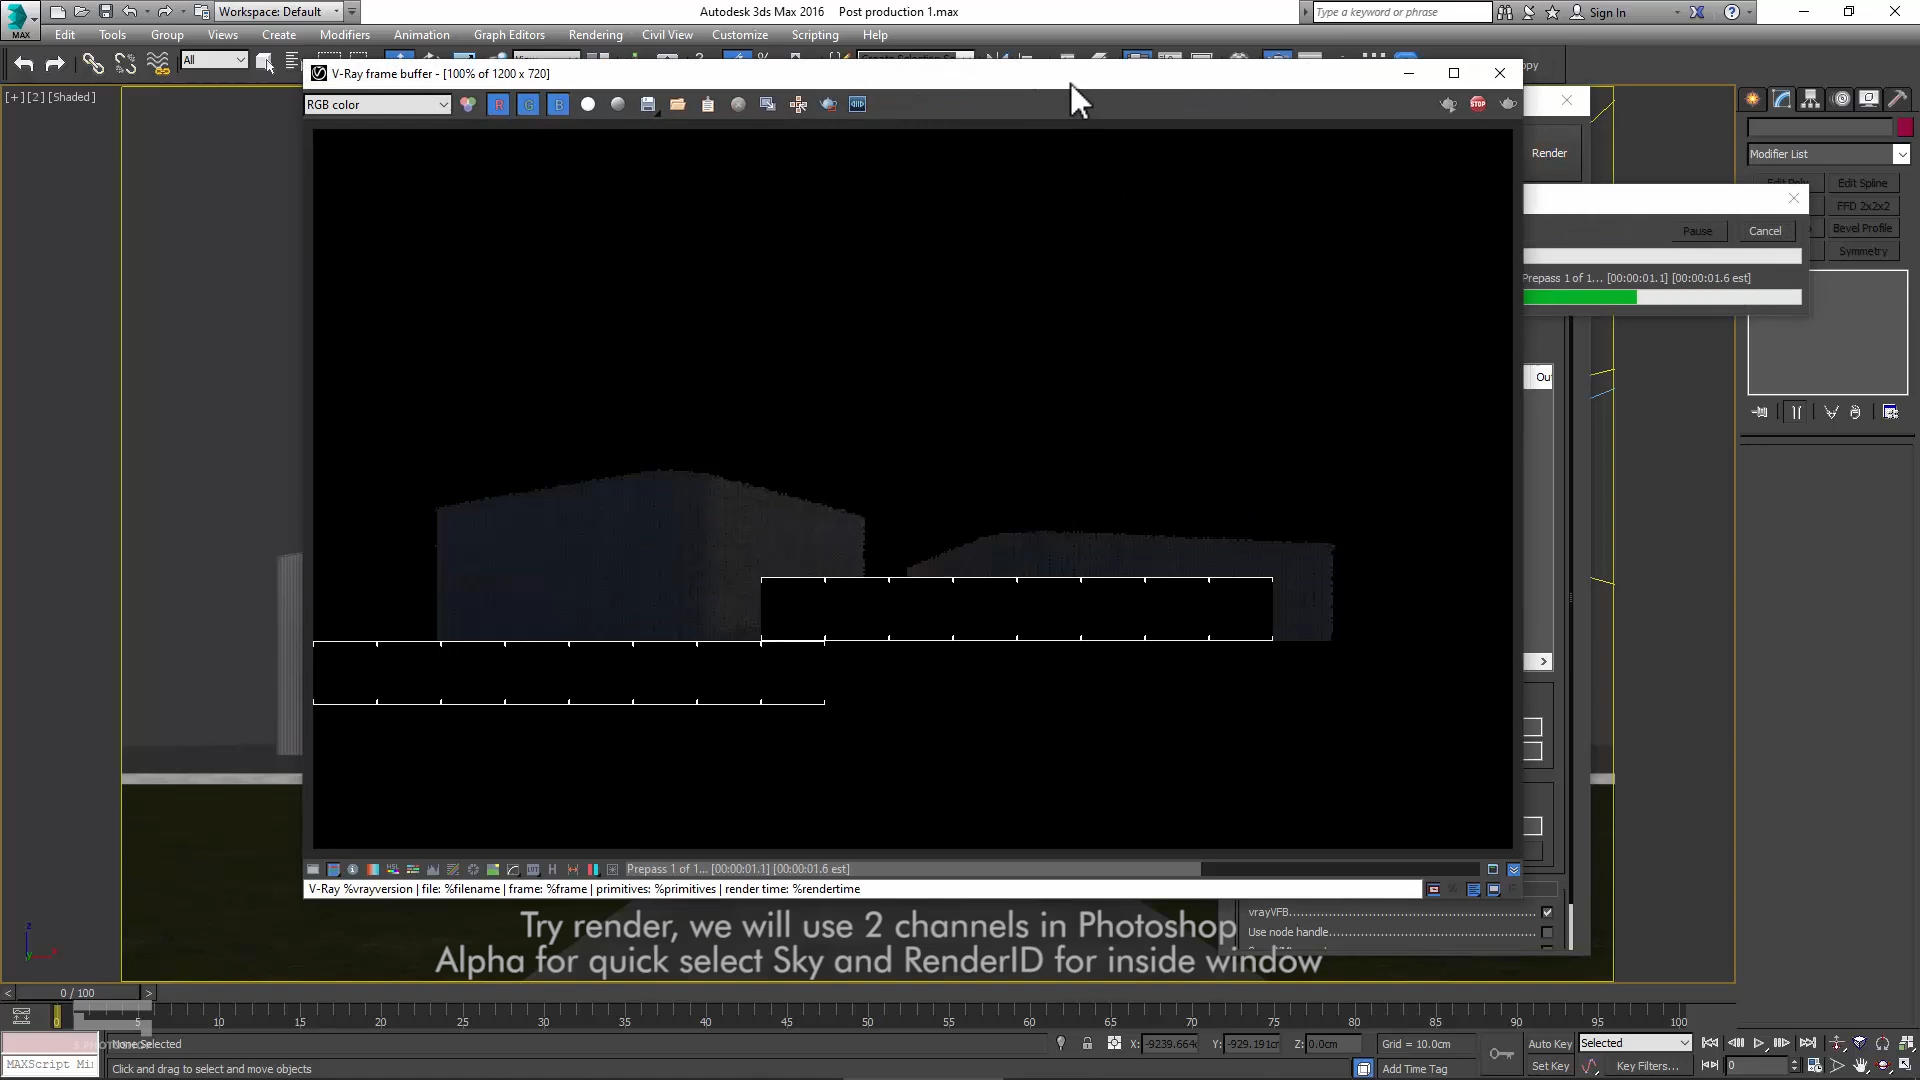 MAX
Workspace: Default
Autodesk 3ds Max 2016
Post production 1.max
Type a keyword or phrase
Sign In
Edit
Tools
Group
Views
Create
Modifiers
Animation
Graph Editors
Rendering
Civil View
Customize
Scripting
Help
All
V-Ray frame buffer - [100% of 1200 x 720]
[+] [2] [Shaded]
RGB color
R
G
B
STOP
Render
Modifier List
Edit Poly
Edit Spline
FFD 2x2x2
Bevel Profile
Symmetry
Pause
Cancel
Prepass 1 of 1... [00:00:01.1] [00:00:01.6 est]
Ou
Prepass 1 of 1... [00:00:01.1] [00:00:01.6 est]
V-Ray %vrayversion | file: %filename | frame: %frame | primitives: %primitives | render time: %rendertime
vrayVFB
Use node handle
Try render, we will use 2 channels in Photoshop
Alpha for quick select Sky and RenderID for inside window
0 / 100
0 5 10 15 20 25 30 35 40 45 50 55 60 65 70 75 80 85 90 95 100
Selected
X: -9239.664c
Y: -929.191cm
Z: 0.0cm
Grid = 10.0cm
Auto Key
Selected
MAXScript Mi
Click and drag to select and move objects
Add Time Tag
Set Key
Key Filters...
0